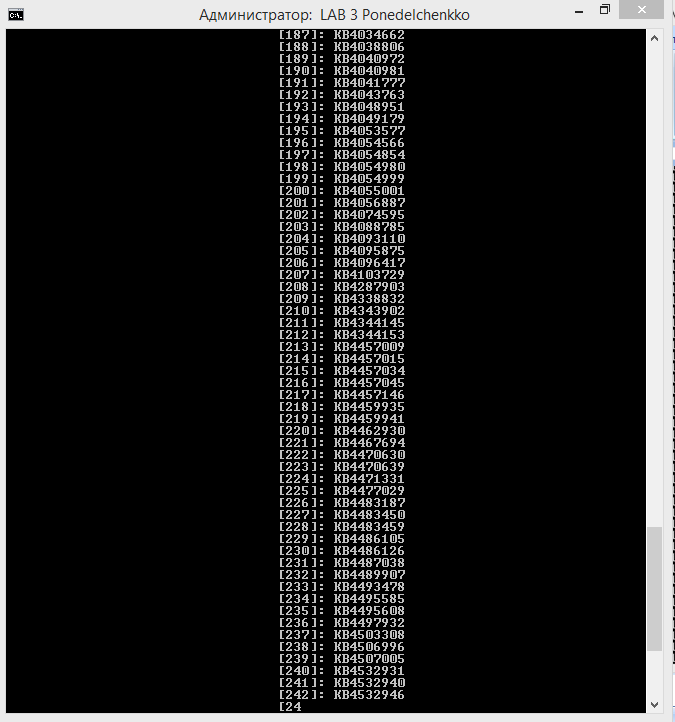 Администратор: LAB 3 Ponedelchenkko
[187]: KB4034662
[188]: KB4038806
[189]: KB4040972
[190]: KB4040981
[191]: KB4041777
[192]: KB4043763
[193]: KB4048951
[194]: KB4049179
[195]: KB4053577
[196]: KB4054566
[197]: KB4054854
[198]: KB4054980
[199]: KB4054999
[200]: KB4055001
[201]: KB4056887
[202]: KB4074595
[203]: KB4088785
[204]: KB4093110
[205]: KB4095875
[206]: KB4096417
[207]: KB4103729
[208]: KB4287903
[209]: KB4338832
[210]: KB4343902
[211]: KB4344145
[212]: KB4344153
[213]: KB4457009
[214]: KB4457015
[215]: KB4457034
[216]: KB4457045
[217]: KB4457146
[218]: KB4459935
[219]: KB4459941
[220]: KB4462930
[221]: KB4467694
[222]: KB4470630
[223]: KB4470639
[224]: KB4471331
[225]: KB4477029
[226]: KB4483187
[227]: KB4483450
[228]: KB4483459
[229]: KB4486105
[230]: KB4486126
[231]: KB4487038
[232]: KB4489907
[233]: KB4493478
[234]: KB4495585
[235]: KB4495608
[236]: KB4497932
[237]: KB4503308
[238]: KB4506996
[239]: KB4507005
[240]: KB4532931
[241]: KB4532940
[242]: KB4532946
[24